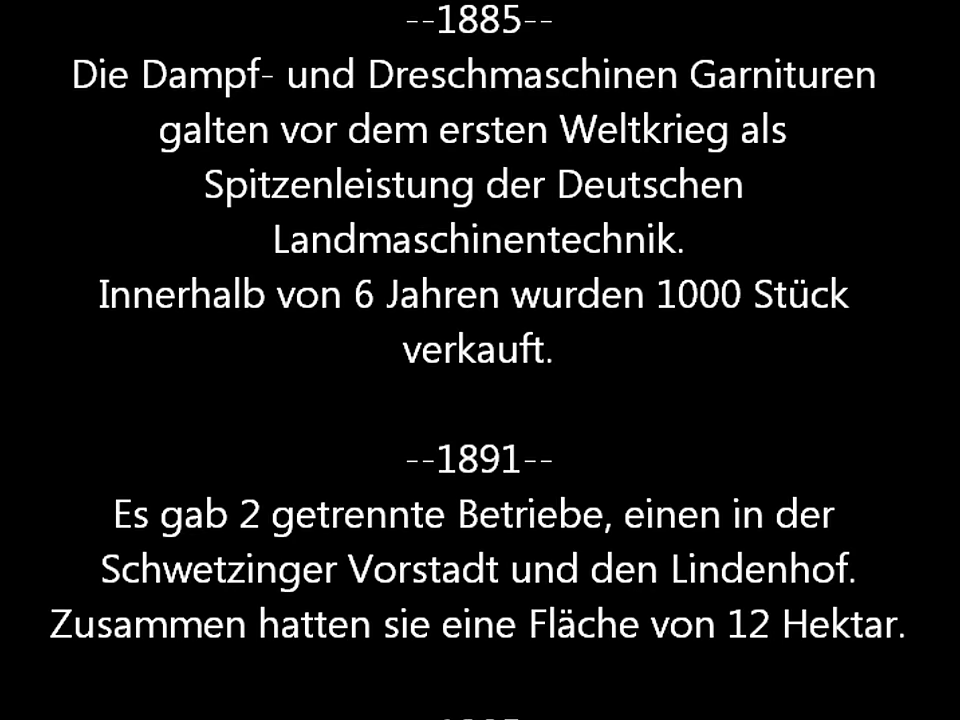 --1885--
Die Dampf- und Dreschmaschinen Garnituren
galten vor dem ersten Weltkrieg als
Spitzenleistung der Deutschen
Landmaschinentechnik.
Innerhalb von 6 Jahren wurden 1000 Stück
verkauft.
--1891--
Es gab 2 getrennte Betriebe, einen in der
Schwetzinger Vorstadt und den Lindenhof.
Zusammen hatten sie eine Fläche von 12 Hektar.